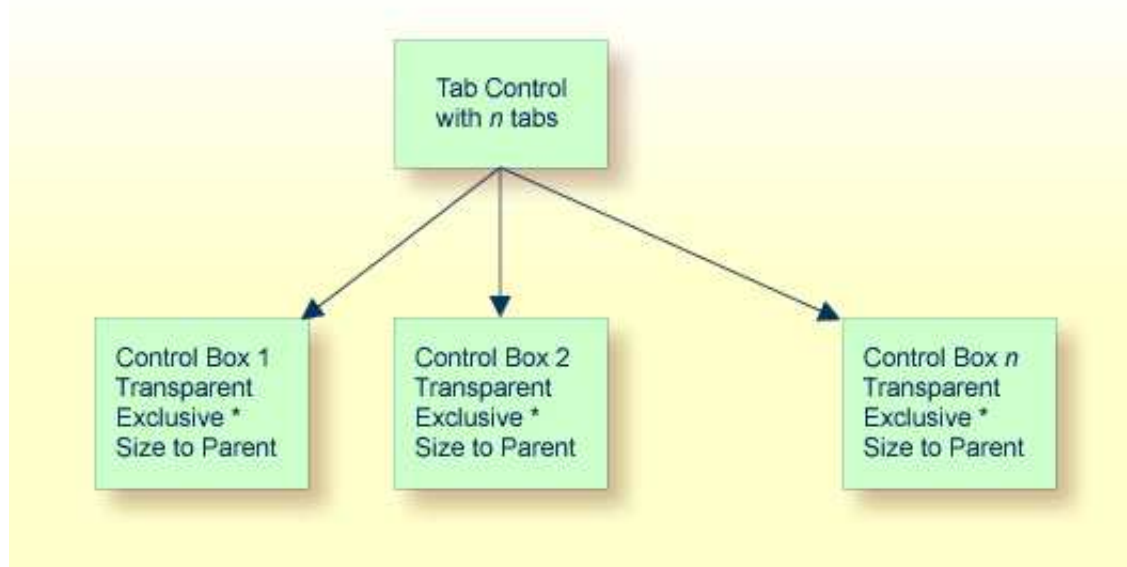 Tab Control
with n tabs
Control Box 1
Transparent
Exclusive *
Size to Parent
Control Box 2
Transparent
Exclusive *
Size to Parent
Control Box n
Transparent
Exclusive *
Size to Parent